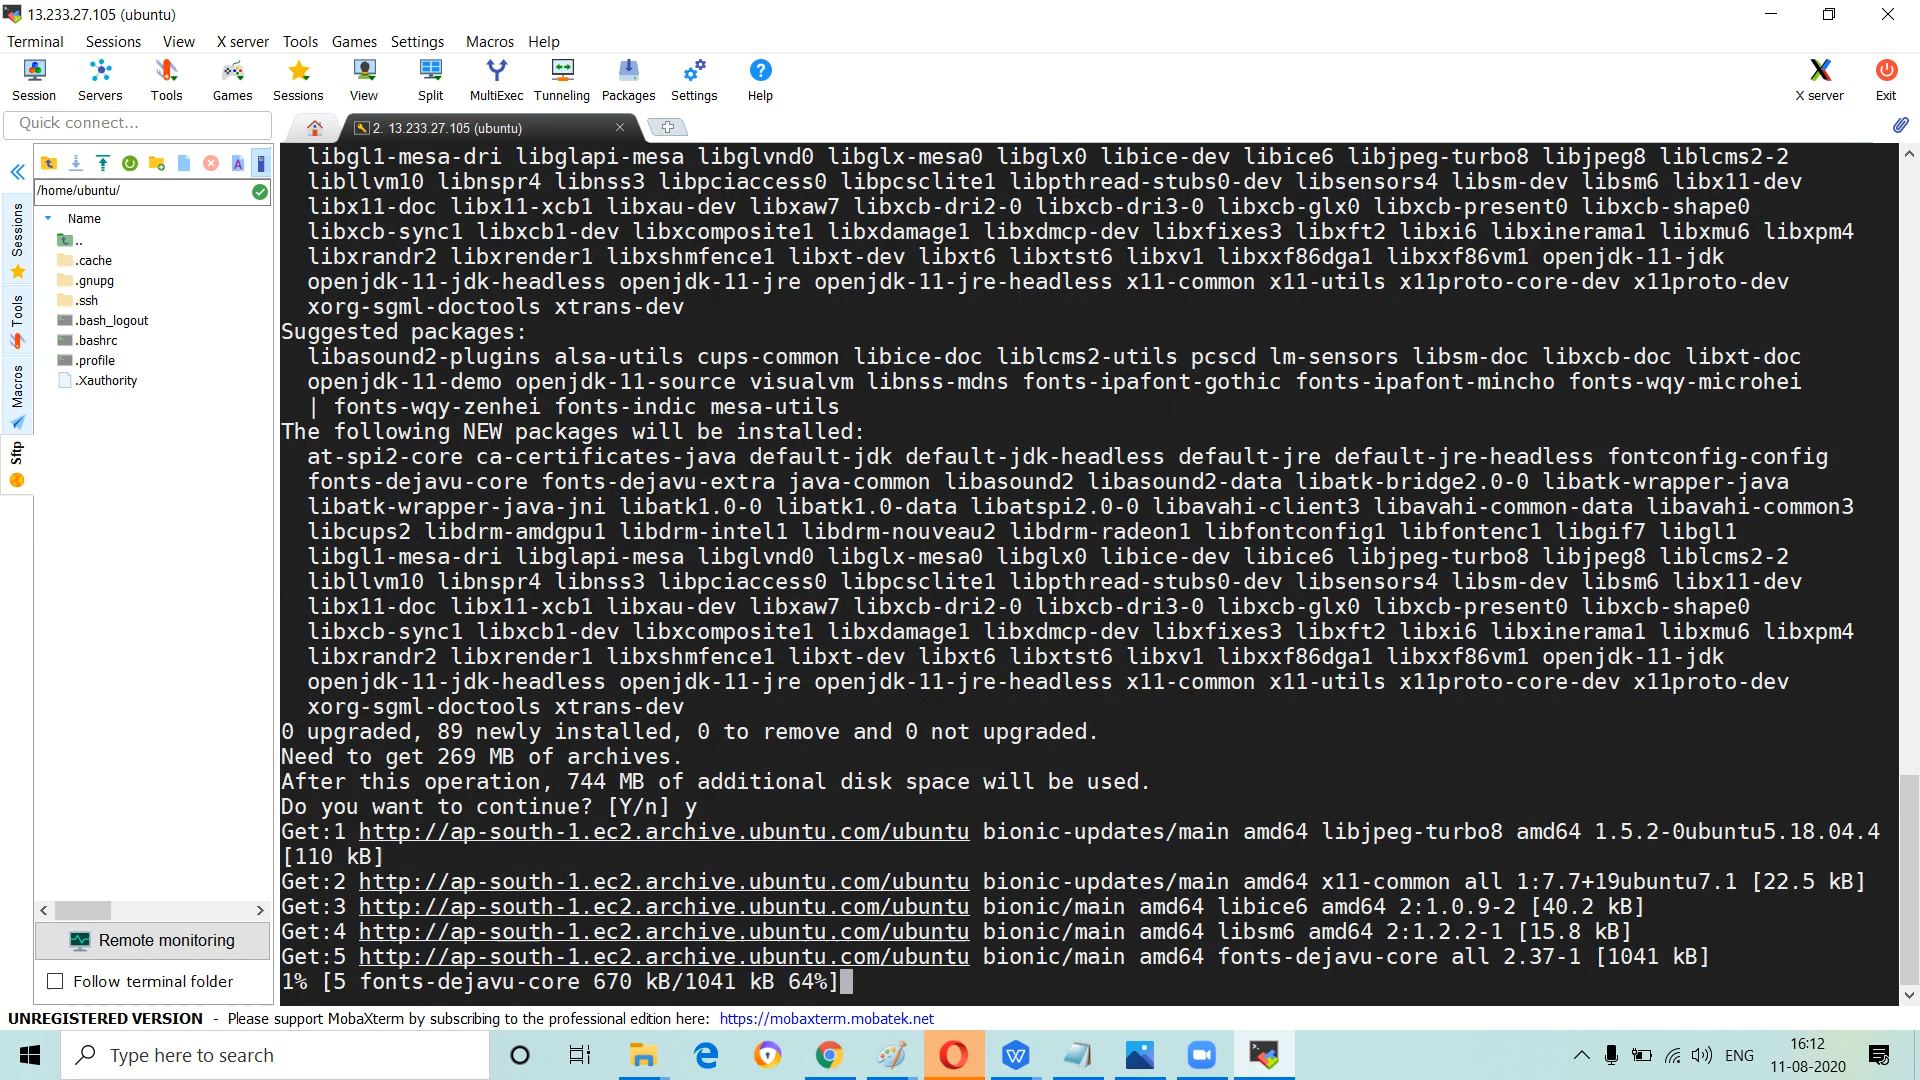 13.233.27.105 (ubuntu)
Terminal Sessions View X server Tools Games Settings Macros Help
Session Servers Tools Games Sessions View Split MultiExec Tunneling Packages Settings Help X server Exit
Quick connect...
2. 13.233.27.105 (ubuntu)
/home/ubuntu/
Name
..
.cache
.gnupg
.ssh
.bash_logout
.bashrc
.profile
.Xauthority
Sessions
Tools
Macros
Sftp
Remote monitoring
Follow terminal folder
libgl1-mesa-dri libglapi-mesa libglvnd0 libglx-mesa0 libglx0 libice-dev libice6 libjpeg-turbo8 libjpeg8 liblcms2-2
libllvm10 libnspr4 libnss3 libpciaccess0 libpcsclite1 libpthread-stubs0-dev libsensors4 libsm-dev libsm6 libx11-dev
libx11-doc libx11-xcb1 libxau-dev libxaw7 libxcb-dri2-0 libxcb-dri3-0 libxcb-glx0 libxcb-present0 libxcb-shape0
libxcb-sync1 libxcb1-dev libxcomposite1 libxdamage1 libxdmcp-dev libxfixes3 libxft2 libxi6 libxinerama1 libxmu6 libxpm4
libxrandr2 libxrender1 libxshmfence1 libxt-dev libxt6 libxtst6 libxv1 libxxf86dga1 libxxf86vm1 openjdk-11-jdk
openjdk-11-jdk-headless openjdk-11-jre openjdk-11-jre-headless x11-common x11-utils x11proto-core-dev x11proto-dev
xorg-sgml-doctools xtrans-dev
Suggested packages:
libasound2-plugins alsa-utils cups-common libice-doc liblcms2-utils pcscd lm-sensors libsm-doc libxcb-doc libxt-doc
openjdk-11-demo openjdk-11-source visualvm libnss-mdns fonts-ipafont-gothic fonts-ipafont-mincho fonts-wqy-microhei
| fonts-wqy-zenhei fonts-indic mesa-utils
The following NEW packages will be installed:
at-spi2-core ca-certificates-java default-jdk default-jdk-headless default-jre default-jre-headless fontconfig-config
fonts-dejavu-core fonts-dejavu-extra java-common libasound2 libasound2-data libatk-bridge2.0-0 libatk-wrapper-java
libatk-wrapper-java-jni libatk1.0-0 libatk1.0-data libatspi2.0-0 libavahi-client3 libavahi-common-data libavahi-common3
libcups2 libdrm-amdgpu1 libdrm-intel1 libdrm-nouveau2 libdrm-radeon1 libfontconfig1 libfontenc1 libgif7 libgl1
libgl1-mesa-dri libglapi-mesa libglvnd0 libglx-mesa0 libglx0 libice-dev libice6 libjpeg-turbo8 libjpeg8 liblcms2-2
libllvm10 libnspr4 libnss3 libpciaccess0 libpcsclite1 libpthread-stubs0-dev libsensors4 libsm-dev libsm6 libx11-dev
libx11-doc libx11-xcb1 libxau-dev libxaw7 libxcb-dri2-0 libxcb-dri3-0 libxcb-glx0 libxcb-present0 libxcb-shape0
libxcb-sync1 libxcb1-dev libxcomposite1 libxdamage1 libxdmcp-dev libxfixes3 libxft2 libxi6 libxinerama1 libxmu6 libxpm4
libxrandr2 libxrender1 libxshmfence1 libxt-dev libxt6 libxtst6 libxv1 libxxf86dga1 libxxf86vm1 openjdk-11-jdk
openjdk-11-jdk-headless openjdk-11-jre openjdk-11-jre-headless x11-common x11-utils x11proto-core-dev x11proto-dev
xorg-sgml-doctools xtrans-dev
0 upgraded, 89 newly installed, 0 to remove and 0 not upgraded.
Need to get 269 MB of archives.
After this operation, 744 MB of additional disk space will be used.
Do you want to continue? [Y/n] y
Get:1 http://ap-south-1.ec2.archive.ubuntu.com/ubuntu bionic-updates/main amd64 libjpeg-turbo8 amd64 1.5.2-0ubuntu5.18.04.4
[110 kB]
Get:2 http://ap-south-1.ec2.archive.ubuntu.com/ubuntu bionic-updates/main amd64 x11-common all 1:7.7+19ubuntu7.1 [22.5 kB]
Get:3 http://ap-south-1.ec2.archive.ubuntu.com/ubuntu bionic/main amd64 libice6 amd64 2:1.0.9-2 [40.2 kB]
Get:4 http://ap-south-1.ec2.archive.ubuntu.com/ubuntu bionic/main amd64 libsm6 amd64 2:1.2.2-1 [15.8 kB]
Get:5 http://ap-south-1.ec2.archive.ubuntu.com/ubuntu bionic/main amd64 fonts-dejavu-core all 2.37-1 [1041 kB]
1% [5 fonts-dejavu-core 670 kB/1041 kB 64%]
UNREGISTERED VERSION - Please support MobaXterm by subscribing to the professional edition here: https://mobaxterm.mobatek.net
Type here to search
ENG
16:12
11-08-2020